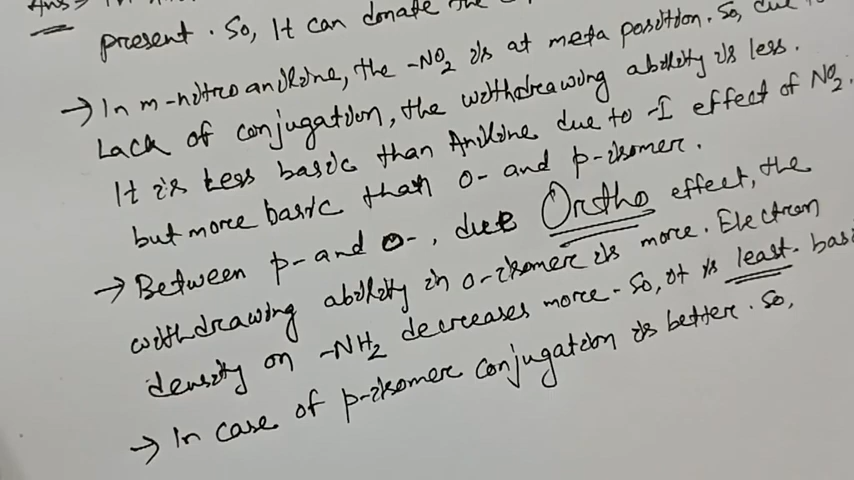 Ans → 
present. So, It can donate the
→ In m-nitro aniline, the -NO2 is at meta position. So, due to
Lack of conjugation, the withdrawing ability is less.
It is Less basic than Aniline due to -I effect of NO2.
but more basic than o- and p-isomer.
→ Between p- and o-, due Ortho effect, the
withdrawing ability in o-isomer is more. Electron
density on -NH2 decreases more. So, it is least basi
→ In case of p-isomer conjugation is better. So,